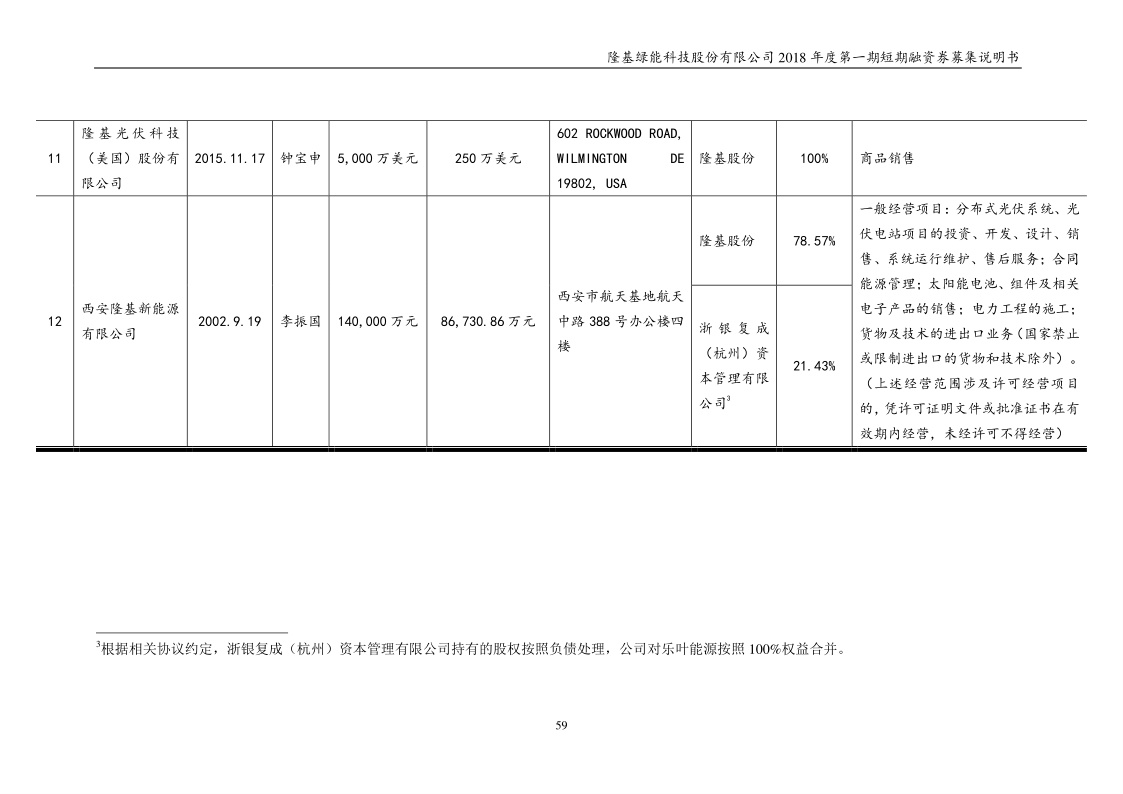 隆基绿能科技股份有限公司 2018 年度第一期短期融资券募集说明书
11
隆基光伏科技
（美国）股份有
限公司
2015.11.17
钟宝申
5,000 万美元
250 万美元
602 ROCKWOOD ROAD,
WILMINGTON DE
19802, USA
隆基股份
100%
商品销售
12
西安隆基新能源
有限公司
2002.9.19
李振国
140,000 万元
86,730.86 万元
西安市航天基地航天
中路 388 号办公楼四
楼
隆基股份
78.57%
浙银复成
（杭州）资
本管理有限
公司3
21.43%
一般经营项目：分布式光伏系统、光
伏电站项目的投资、开发、设计、销
售、系统运行维护、售后服务；合同
能源管理；太阳能电池、组件及相关
电子产品的销售；电力工程的施工；
货物及技术的进出口业务（国家禁止
或限制进出口的货物和技术除外）。
（上述经营范围涉及许可经营项目
的，凭许可证明文件或批准证书在有
效期内经营，未经许可不得经营）
3根据相关协议约定，浙银复成（杭州）资本管理有限公司持有的股权按照负债处理，公司对乐叶能源按照 100%权益合并。
59